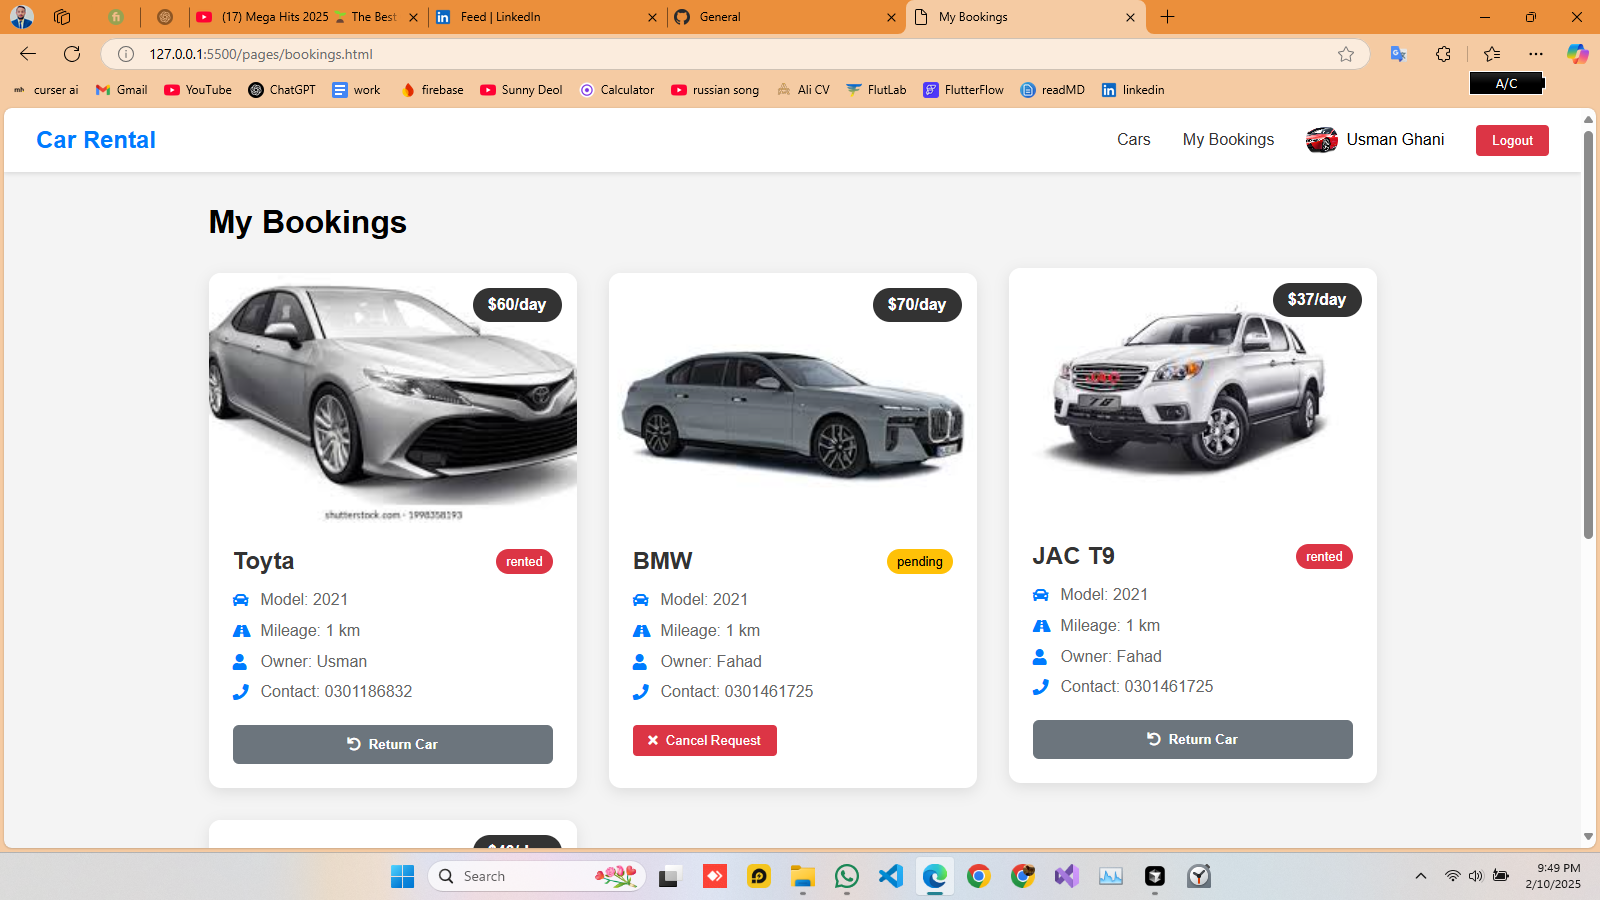 (17) Mega Hits 2025 🌱 The Best
Feed | LinkedIn
General
My Bookings
127.0.0.1:5500/pages/bookings.html
curser ai
Gmail
YouTube
ChatGPT
work
firebase
Sunny Deol
Calculator
russian song
Ali CV
FlutLab
FlutterFlow
readMD
linkedin
A/C
Car Rental
Cars
My Bookings
Usman Ghani
Logout
My Bookings
$60/day
shutterstock.com · 1998358193
Toyta
rented
Model: 2021
Mileage: 1 km
Owner: Usman
Contact: 0301186832
Return Car
$70/day
BMW
pending
Model: 2021
Mileage: 1 km
Owner: Fahad
Contact: 0301461725
Cancel Request
$37/day
JAC
T8
JAC T9
rented
Model: 2021
Mileage: 1 km
Owner: Fahad
Contact: 0301461725
Return Car
Search
9:49 PM
2/10/2025